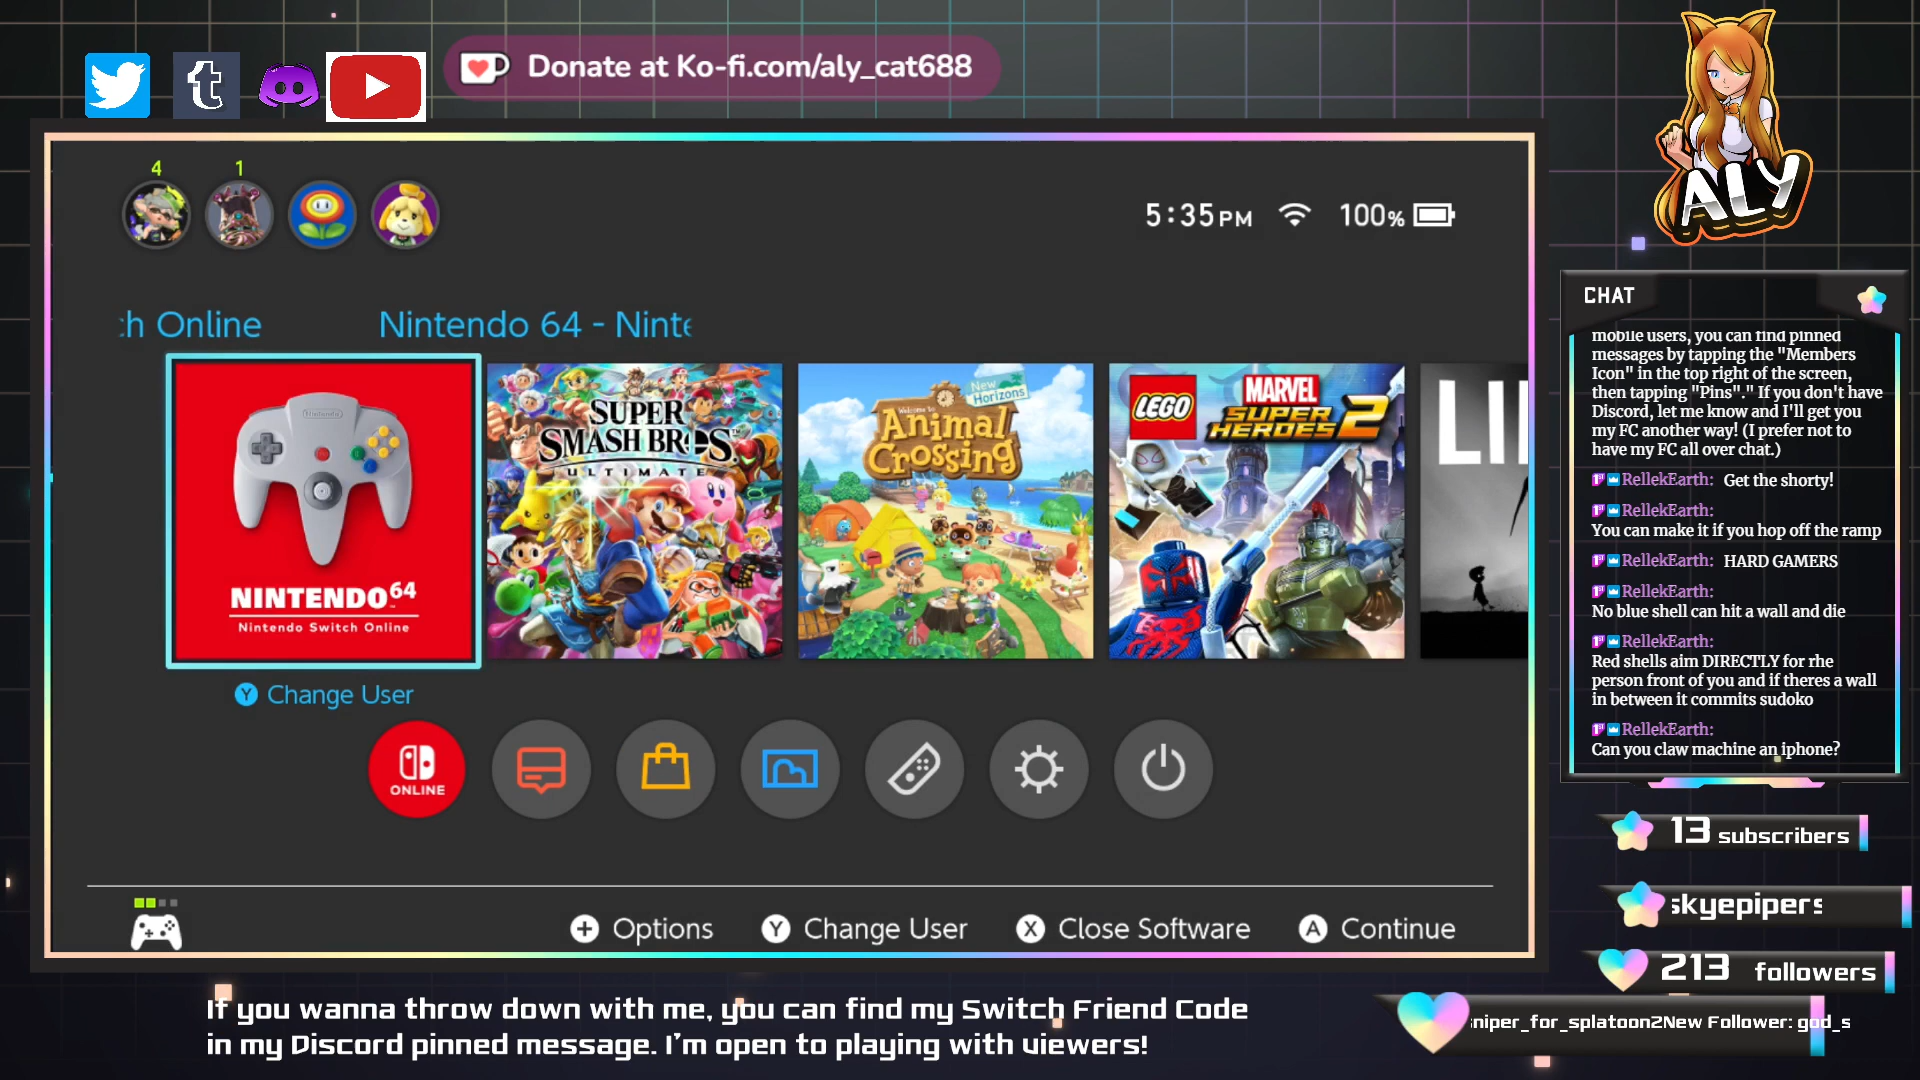 Donate at Ko-fi.com/aly_cat688
ALY
4
1
5:35 PM
100%
Online
Nintendo 64 -
Nintendo
NINTENDO 64
Nintendo Switch Online
SUPER
SMASH BROS.
ULTIMATE
New
Horizons
Welcome to
Animal
Crossing
LEGO
MARVEL
SUPER
HEROES 2
Y Change User
ONLINE
+ Options
Y Change User
X Close Software
A Continue
CHAT
mobile users, you can find pinned
messages by tapping the "Members
Icon" in the top right of the screen,
then tapping "Pins"." If you don't have
Discord, let me know and I'll get you
my FC another way! (I prefer not to
have my FC all over chat.)
RellekEarth: Get the shorty!
RellekEarth:
You can make it if you hop off the ramp
RellekEarth: HARD GAMERS
RellekEarth:
No blue shell can hit a wall and die
RellekEarth:
Red shells aim DIRECTLY for rhe
person front of you and if theres a wall
in between it commits sudoko
RellekEarth:
Can you claw machine an iphone?
13 subscribers
skyepipers
213 followers
niper_for_splatoon2New Follower: god_s
If you wanna throw down with me, you can find my Switch Friend Code
in my Discord pinned message. I'm open to playing with viewers!